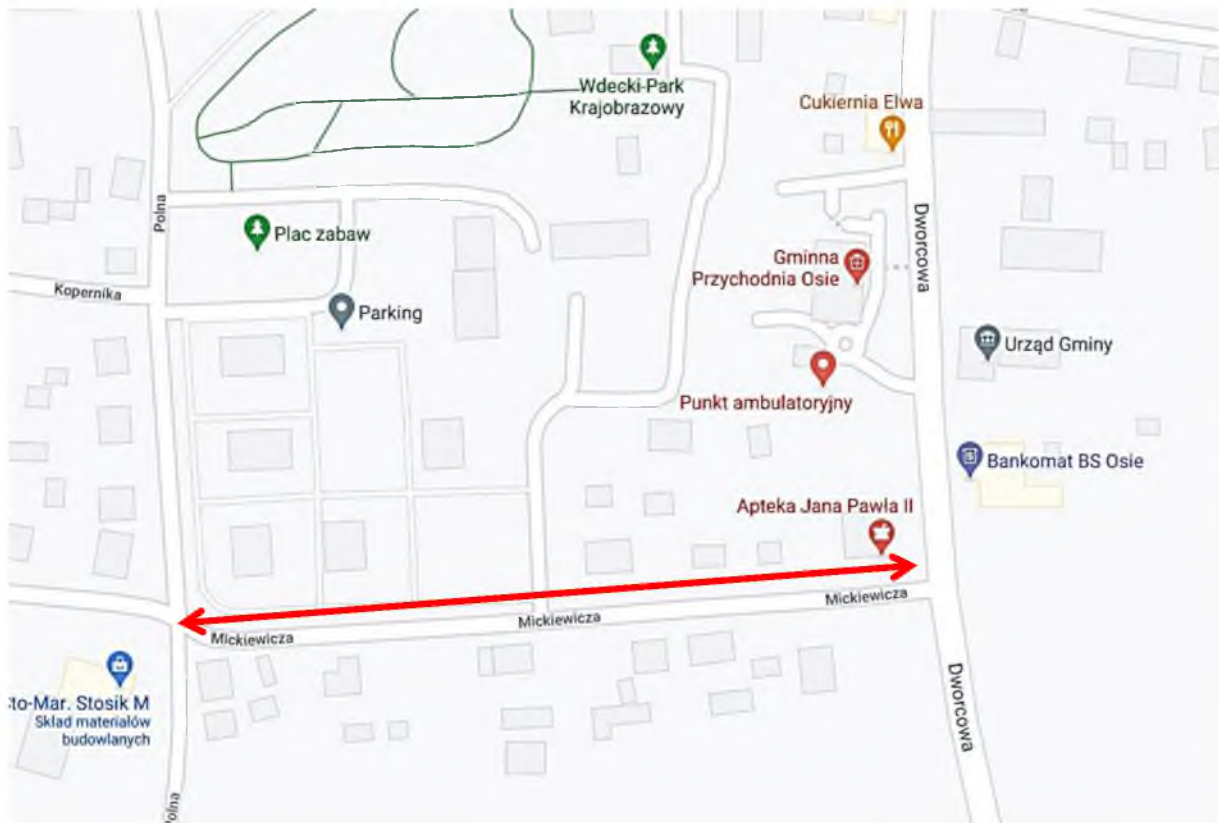 Wdecki Park
Krajobrazowy
Cukiernia Elwa
Polna
Plac zabaw
Dworcowa
Gminna
Przychodnia Osie
Kopernika
Parking
Urząd Gminy
Punkt ambulatoryjny
Bankomat BS Osie
Apteka Jana Pawła II
Mickiewicza
Mickiewicza
Mickiewicza
to-Mar. Stosik M
Skład materiałów
budowlanych
Dworcowa
Polna